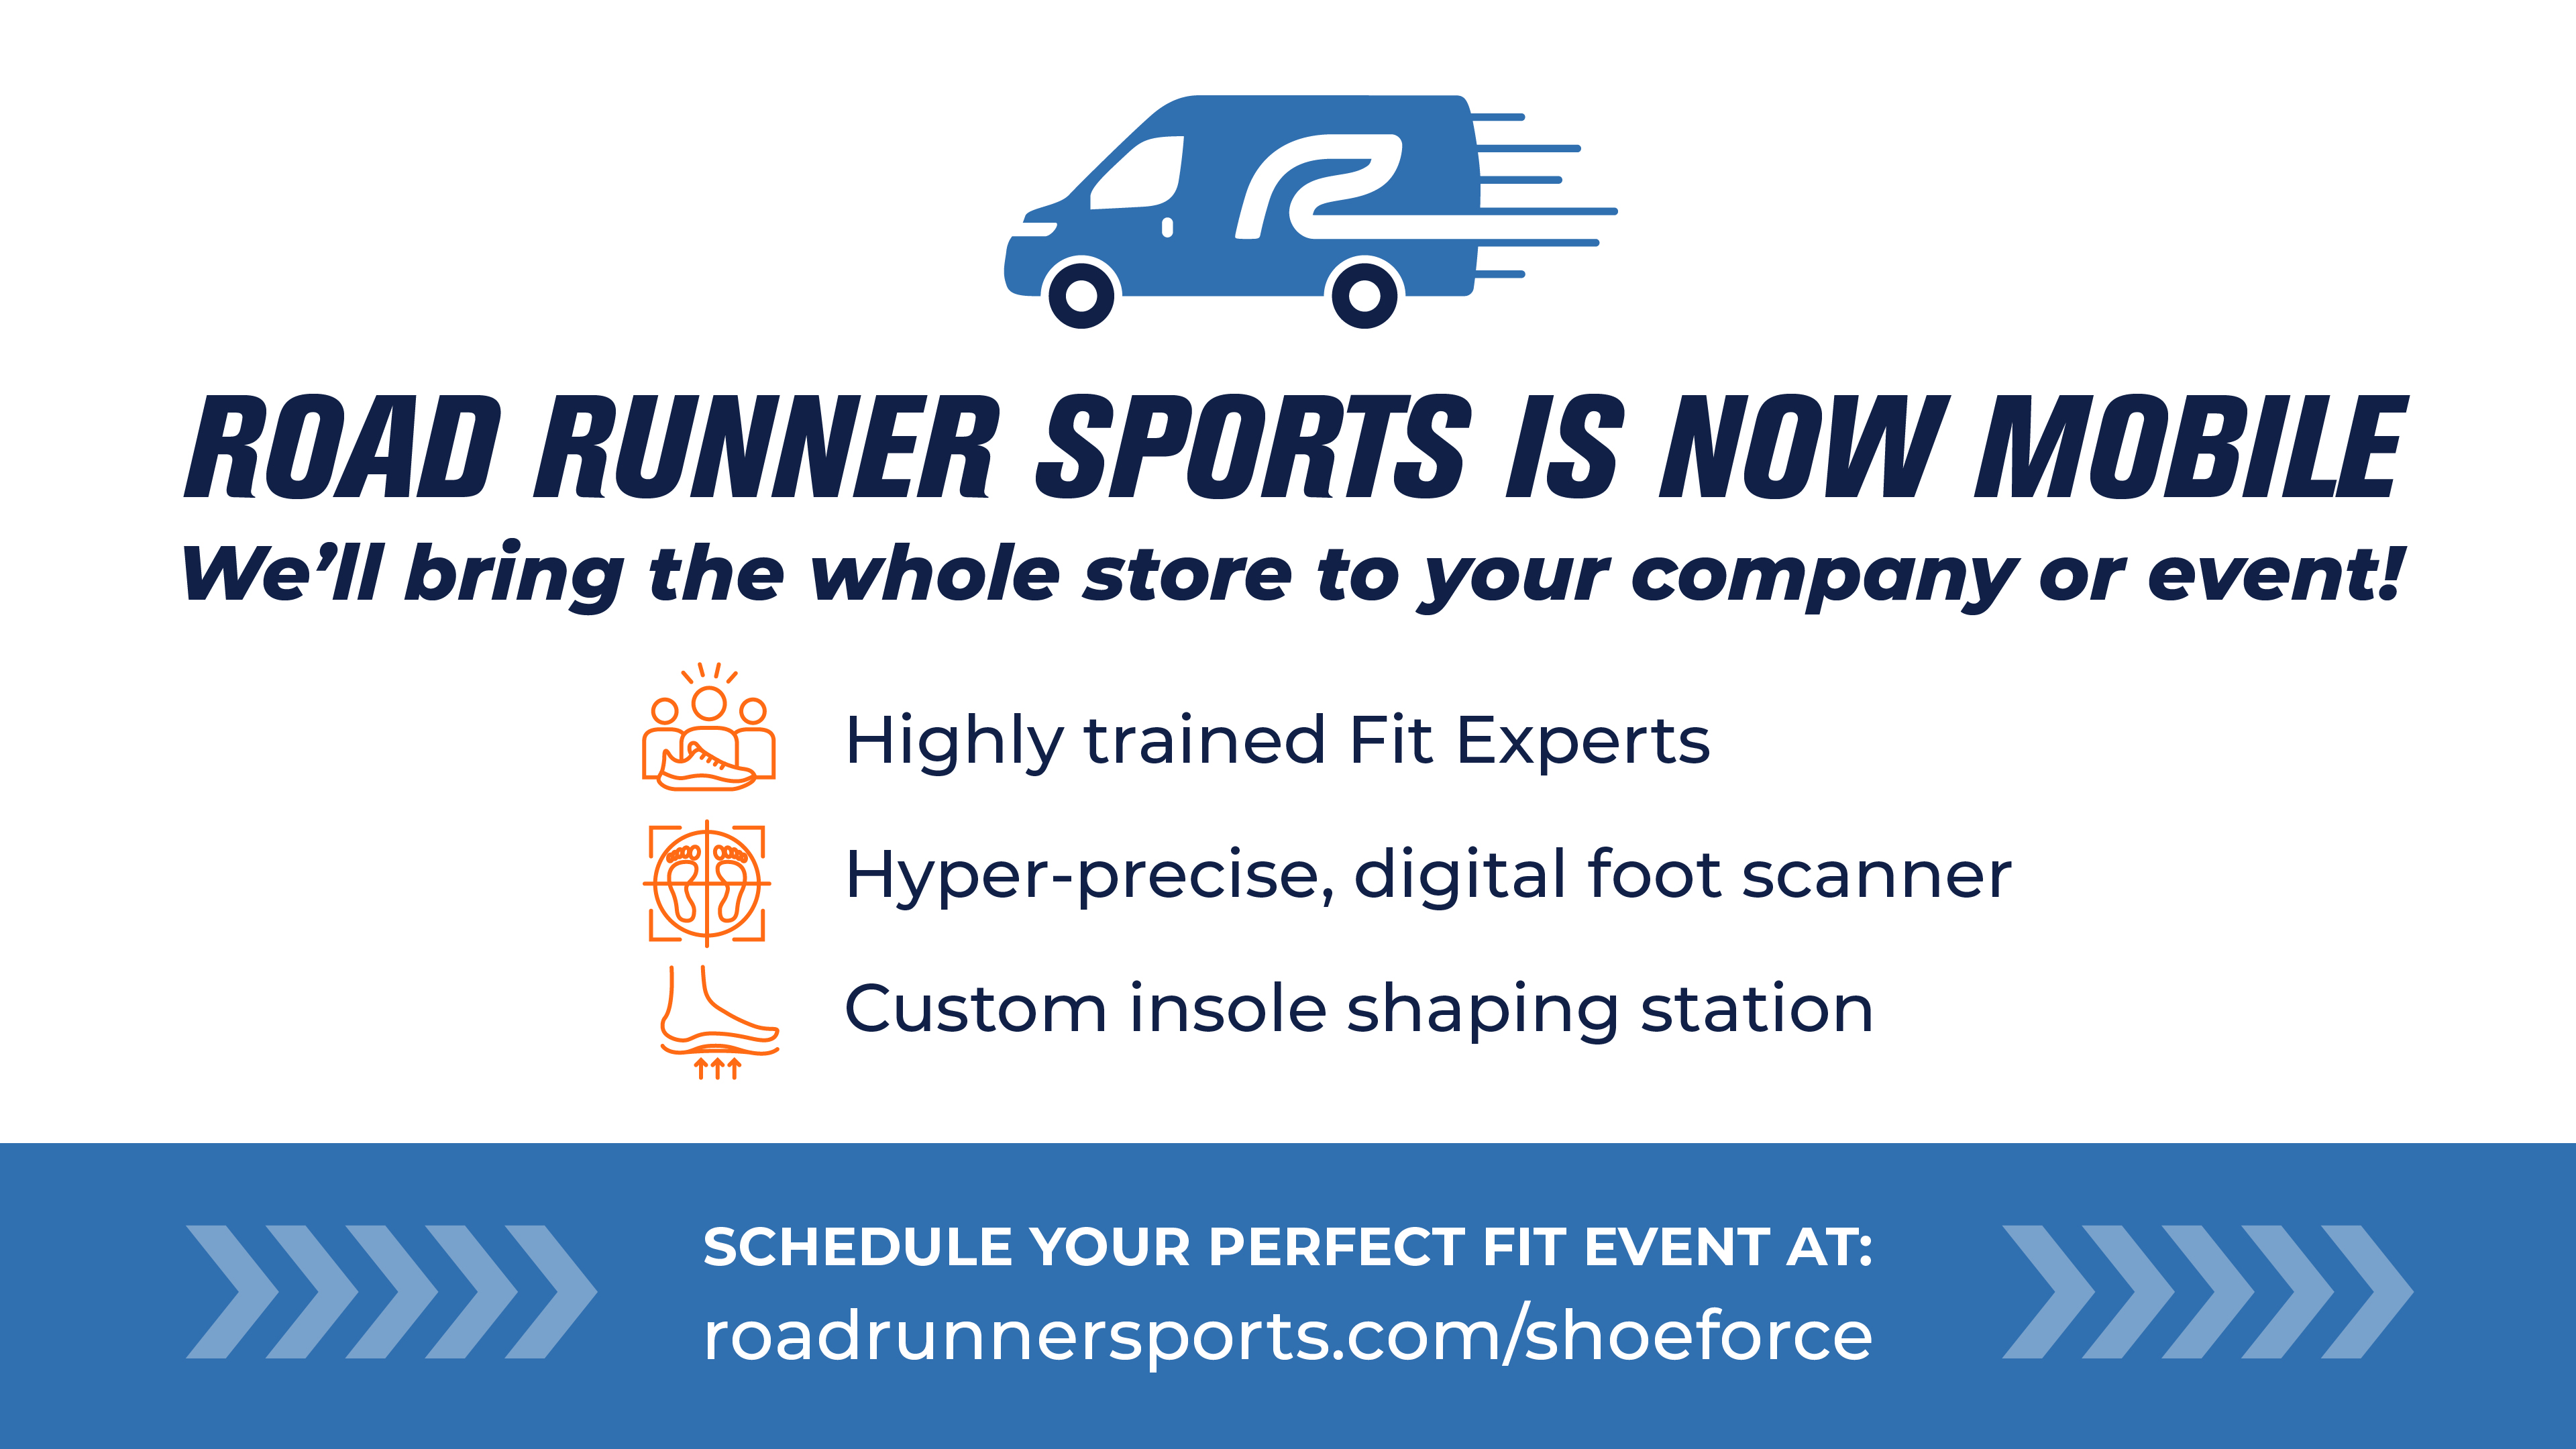 ROAD RUNNER SPORTS IS NOW MOBILE
We’ll bring the whole store to your company or event!
Highly trained Fit Experts
Hyper-precise, digital foot scanner
Custom insole shaping station
SCHEDULE YOUR PERFECT FIT EVENT AT:
roadrunnersports.com/shoeforce